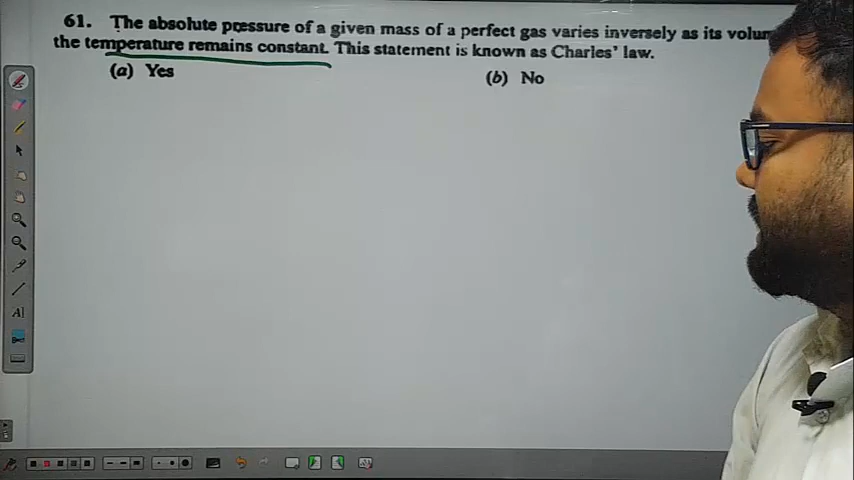 61. The absolute pressure of a given mass of a perfect gas varies inversely as its
the temperature remains constant. This statement is known as Charles' law.
(a) Yes (b) No
A